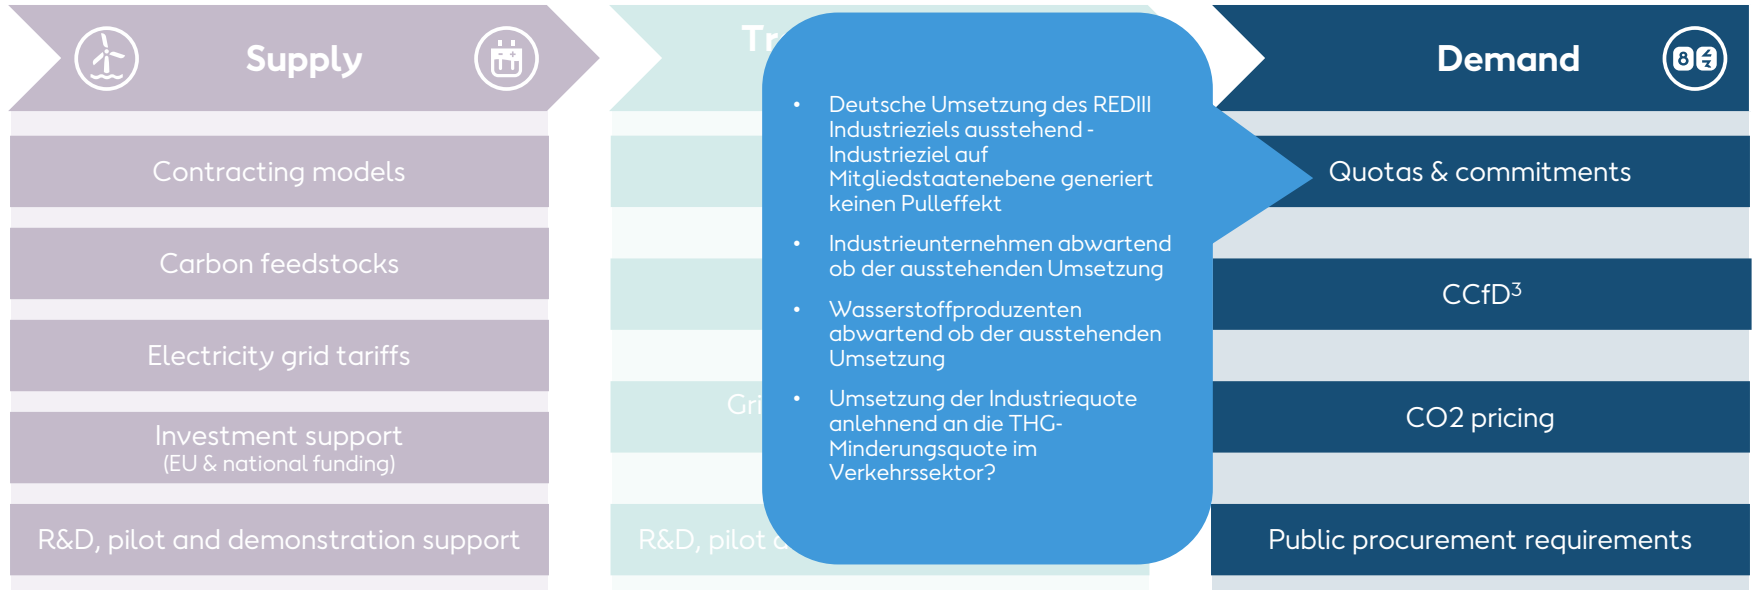 Supply
Contracting models
Carbon feedstocks
Electricity grid tariffs
Investment support
(EU & national funding)
R&D, pilot and demonstration support
R&D, pilot
• Deutsche Umsetzung des REDIII
Industrieziels ausstehend -
Industrieziel auf
Mitgliedstaatenebene generiert
keinen Pulleffekt
• Industrieunternehmen abwartend
ob der ausstehenden Umsetzung
• Wasserstoffproduzenten
abwartend ob der ausstehenden
Umsetzung
• Umsetzung der Industriequote
anlehnend an die THG-
Minderungsquote im
Verkehrssektor?
Demand
Quotas & commitments
CCfD³
CO2 pricing
Public procurement requirements